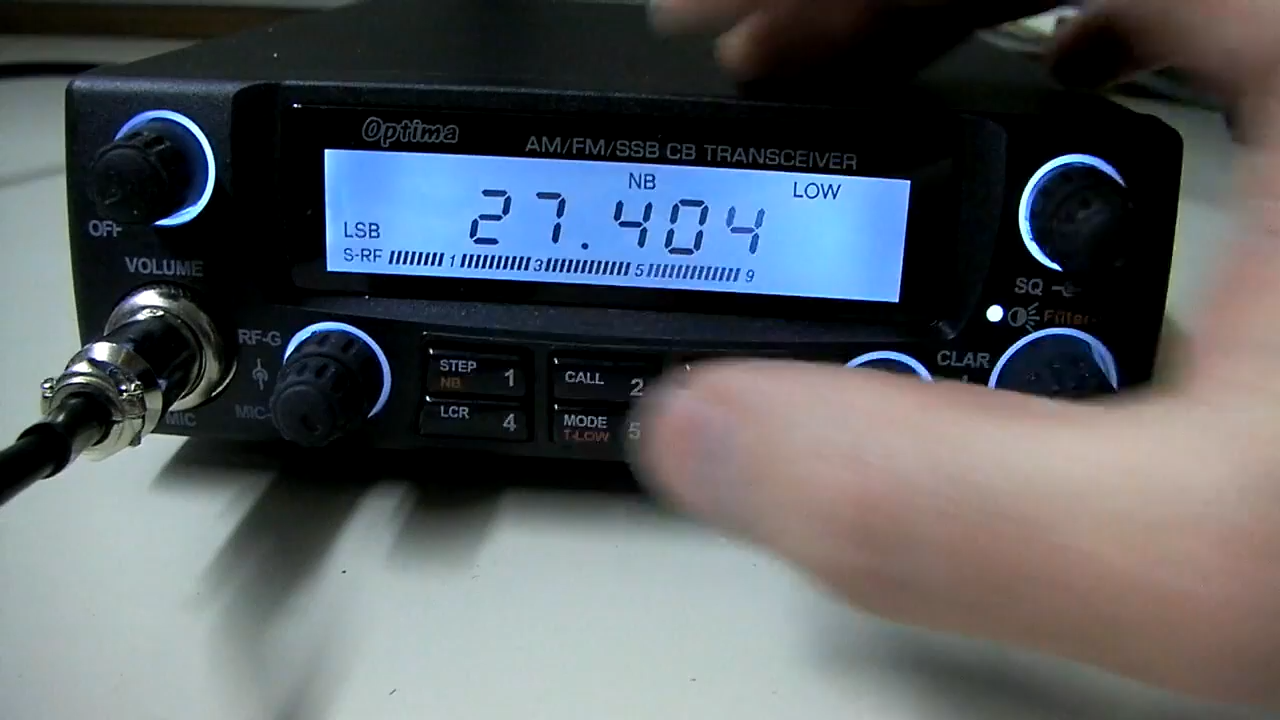 Optima
AM/FM/SSB CB TRANSCEIVER
NB
LOW
27.404
LSB
S-RF 1 3 5 9
OFF
VOLUME
SQ
Filter
RF-G
CLAR
STEP 1
NB
CALL 2
LCR 4
MODE 5
T-LOW
MIC
MIC